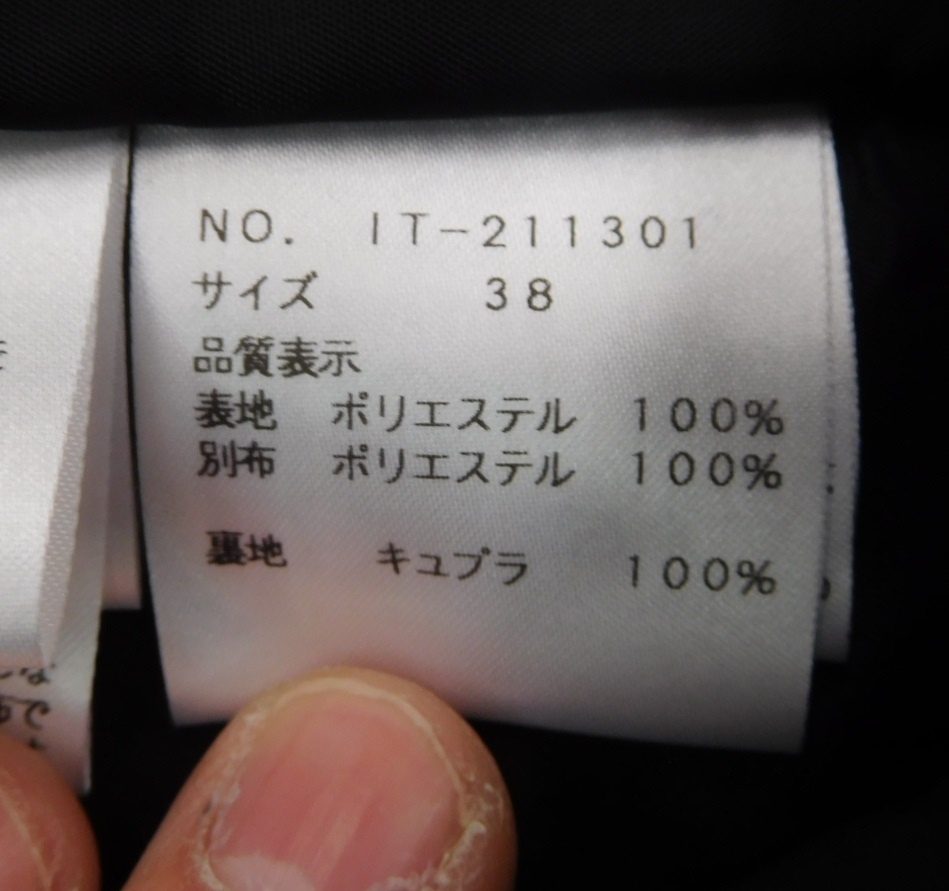 NO. IT-211301
サイズ 38
品質表示
表地 ポリエステル 100%
別布 ポリエステル 100%
裏地 キュプラ 100%